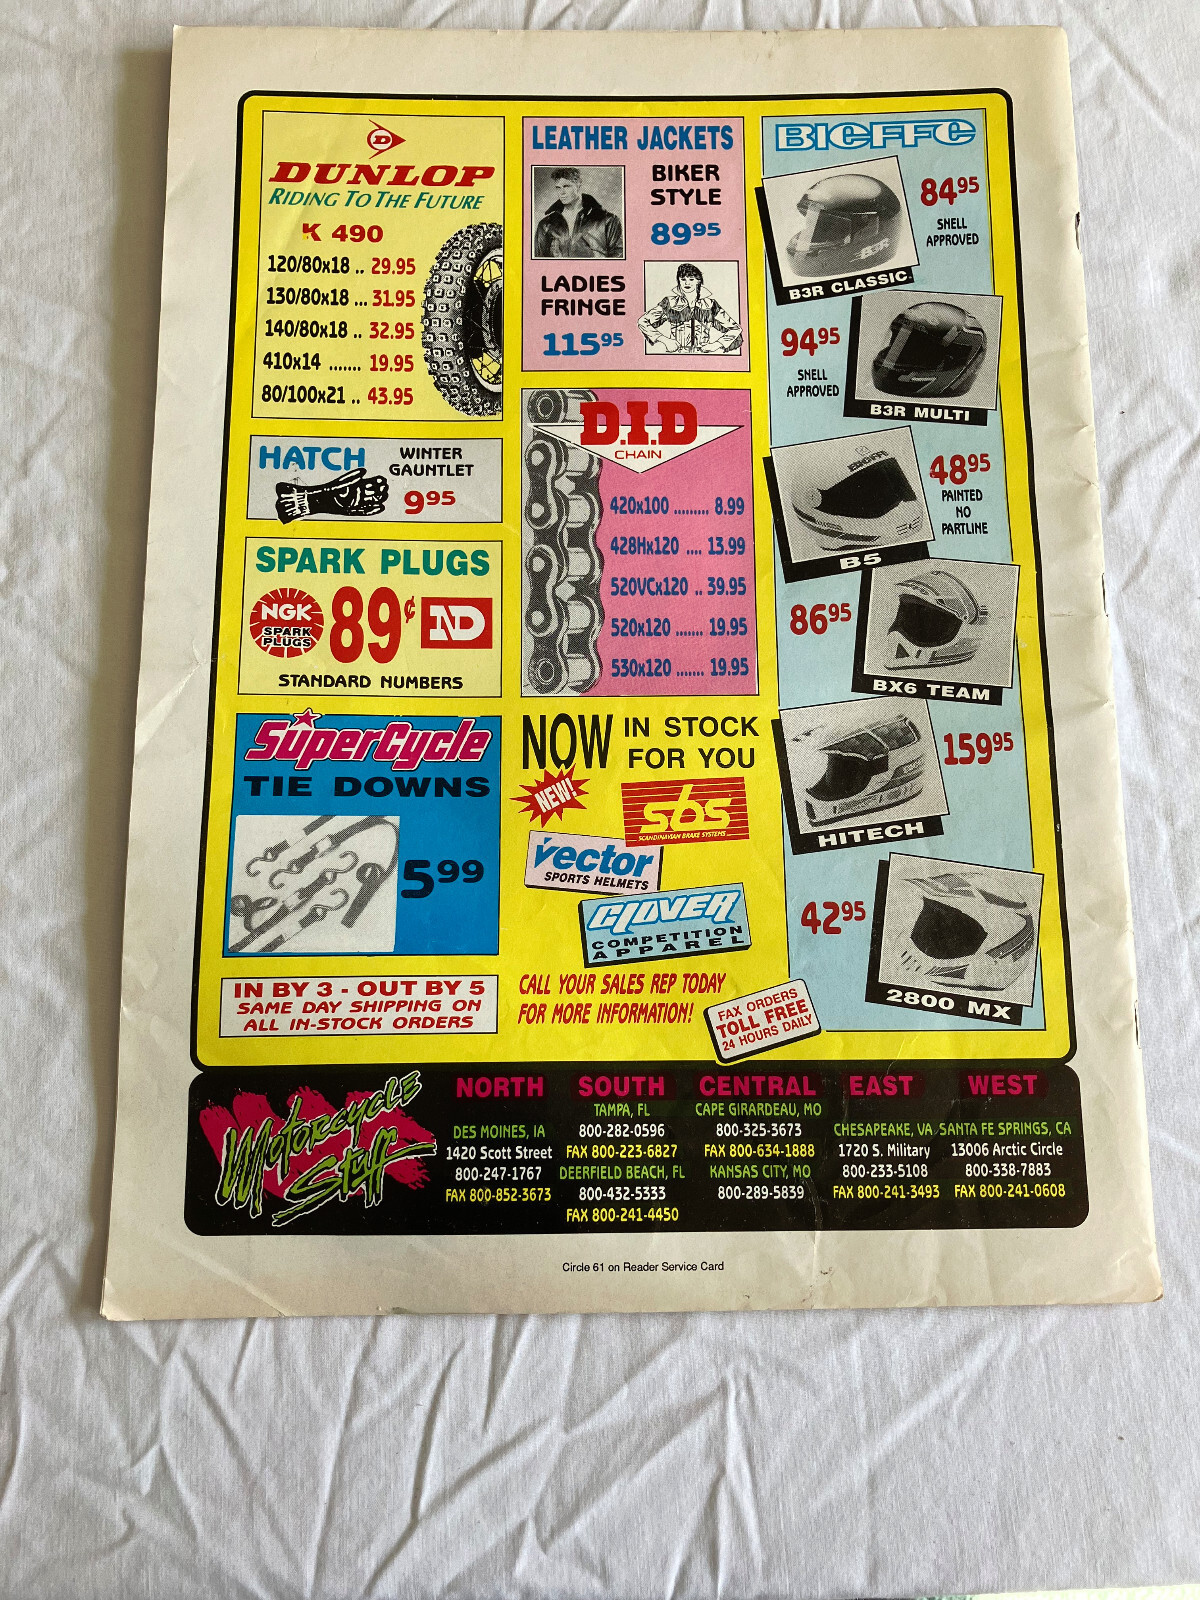 D
DUNLOP
RIDING TO THE FUTURE
K 490
120/80x18 .. 29.95
130/80x18 ... 31.95
140/80x18 .. 32.95
410x14 ....... 19.95
80/100x21 .. 43.95
HATCH
WINTER
GAUNTLET
9 95
SPARK PLUGS
NGK
SPARK
PLUGS
89¢
ND
STANDARD NUMBERS
SuperCycle
TIE DOWNS
5 99
IN BY 3 - OUT BY 5
SAME DAY SHIPPING ON
ALL IN-STOCK ORDERS
LEATHER JACKETS
BIKER
STYLE
89 95
LADIES
FRINGE
115 95
D.I.D
CHAIN
420x100 ......... 8.99
428Hx120 .... 13.99
520VCx120 .. 39.95
520x120 ....... 19.95
530x120 ....... 19.95
NOW IN STOCK
FOR YOU
NEW!
sbs
SCANDINAVIAN BRAKE SYSTEMS
Vector
SPORTS HELMETS
CLOVER
COMPETITION
APPAREL
CALL YOUR SALES REP TODAY
FOR MORE INFORMATION!
FAX ORDERS
TOLL FREE
24 HOURS DAILY
BIEFFE
84 95
SNELL
APPROVED
B3R
B3R CLASSIC
94 95
SNELL
APPROVED
B3R MULTI
BIEFFE
48 95
PAINTED
NO
PARTLINE
B5
86 95
BX6 TEAM
159 95
HITECH
42 95
2800 MX
Motorcycle
Stuff
NORTH
DES MOINES, IA
1420 Scott Street
800-247-1767
FAX 800-852-3673
SOUTH
TAMPA, FL
800-282-0596
FAX 800-223-6827
DEERFIELD BEACH, FL
800-432-5333
FAX 800-241-4450
CENTRAL
CAPE GIRARDEAU, MO
800-325-3673
FAX 800-634-1888
KANSAS CITY, MO
800-289-5839
EAST
CHESAPEAKE, VA
1720 S. Military
800-233-5108
FAX 800-241-3493
WEST
SANTA FE SPRINGS, CA
13006 Arctic Circle
800-338-7883
FAX 800-241-0608
Circle 61 on Reader Service Card